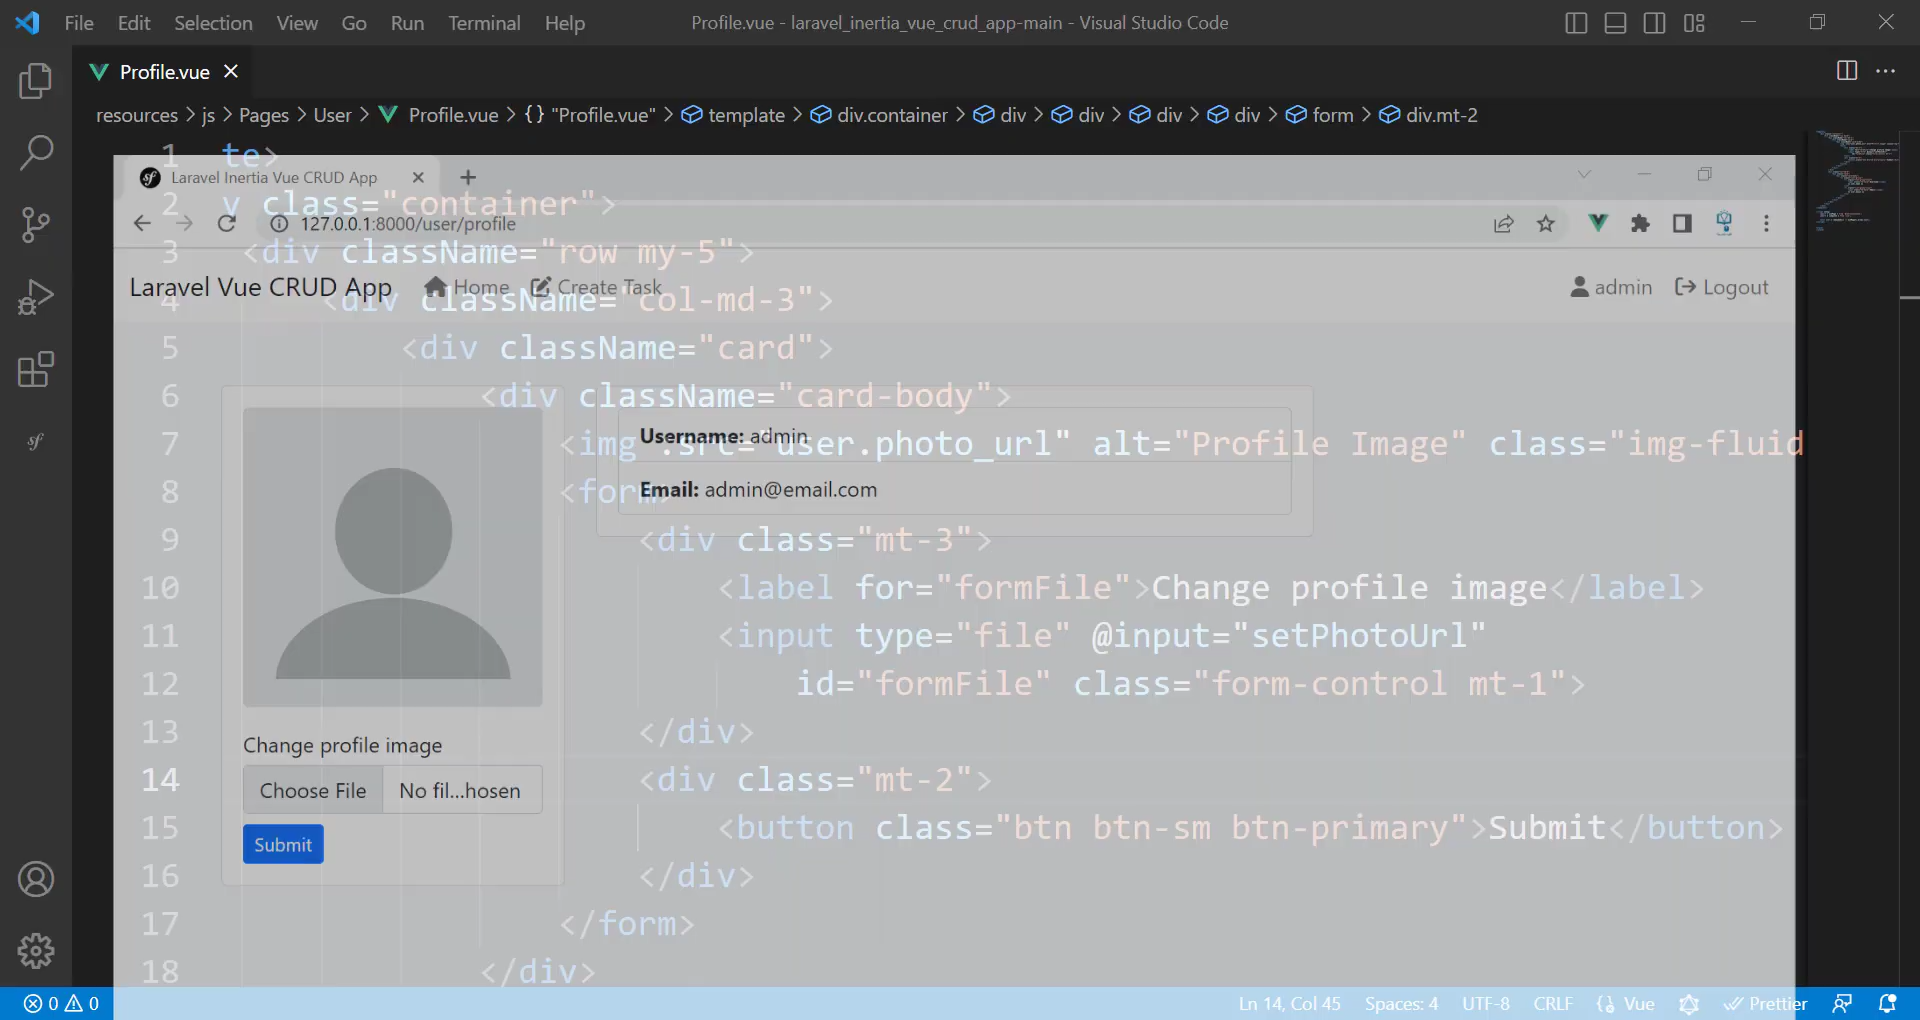 File Edit Selection View Go Run Terminal Help
Profile.vue - laravel_inertia_vue_crud_app-main - Visual Studio Code
Profile.vue
resources > js > Pages > User > Profile.vue > {} "Profile.vue" > template > div.container > div > div > div > div > form > div.mt-2
1 te>
Laravel Inertia Vue CRUD App
2 v class="container">
127.0.0.1:8000/user/profile
3 <div className="row my-5">
Laravel Vue CRUD App Home Create Task admin Logout
4 <div className="col-md-3">
5 <div className="card">
6 <div className="card-body">
Username: admin
7 <img :src="user.photo_url" alt="Profile Image" class="img-fluid
8 <form>
Email: admin@email.com
9 <div class="mt-3">
10 <label for="formFile">Change profile image</label>
11 <input type="file" @input="setPhotoUrl"
12 id="formFile" class="form-control mt-1">
13 </div>
Change profile image
14 <div class="mt-2">
Choose File No fil...hosen
15 <button class="btn btn-sm btn-primary">Submit</button>
Submit
16 </div>
17 </form>
18 </div>
0 0 Ln 14, Col 45 Spaces: 4 UTF-8 CRLF {} Vue Prettier